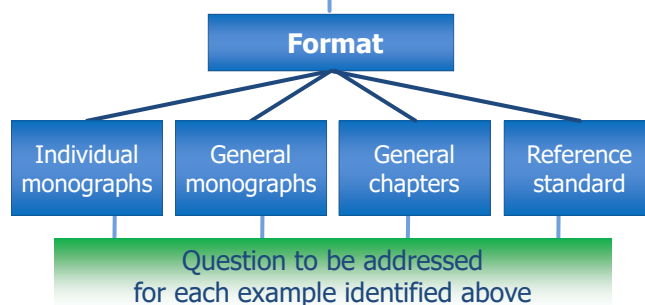 Format
Individual
monographs
General
monographs
General
chapters
Reference
standard
Question to be addressed
for each example identified above